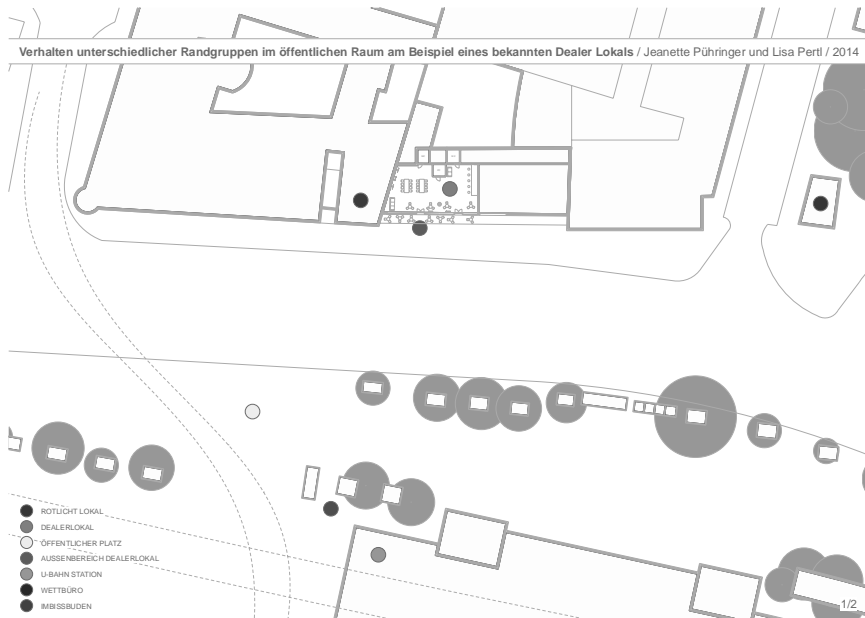 Verhalten unterschiedlicher Randgruppen im öffentlichen Raum am Beispiel eines bekannten Dealer Lokals / Jeanette Pühringer und Lisa Pertl / 2014
ROTLICHT LOKAL
DEALERLOKAL
ÖFFENTLICHER PLATZ
AUSSENBEREICH DEALERLOKAL
U-BAHN STATION
WETTBÜRO
IMBISSBUDEN
1/2